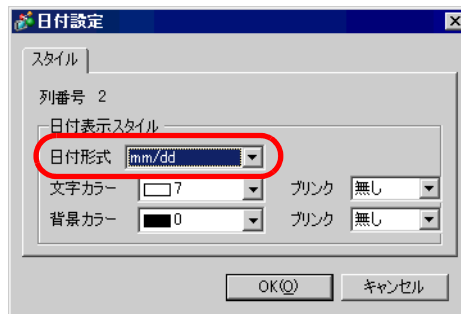 日付設定
スタイル
列番号 2
日付表示スタイル
日付形式 mm/dd
文字カラー 7 ブリンク 無し
背景カラー 0 ブリンク 無し
OK(O) キャンセル